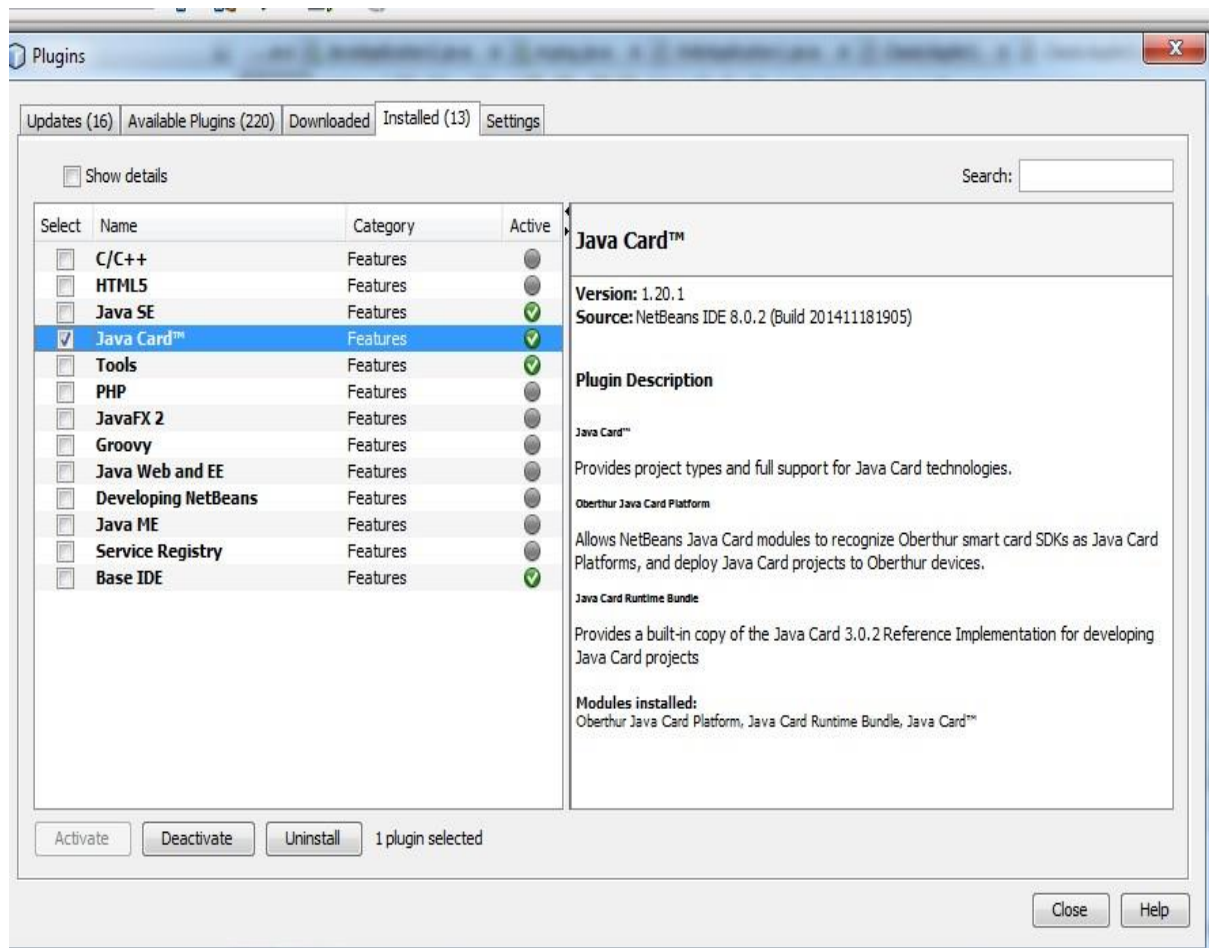 Plugins
Updates (16) Available Plugins (220) Downloaded Installed (13) Settings
Show details
Search:
Select Name Category Active
C/C++ Features
HTML5 Features
Java SE Features
Java Card™ Features
Tools Features
PHP Features
JavaFX 2 Features
Groovy Features
Java Web and EE Features
Developing NetBeans Features
Java ME Features
Service Registry Features
Base IDE Features
Java Card™
Version: 1.20.1
Source: NetBeans IDE 8.0.2 (Build 201411181905)
Plugin Description
Java Card™
Provides project types and full support for Java Card technologies.
Oberthur Java Card Platform
Allows NetBeans Java Card modules to recognize Oberthur smart card SDKs as Java Card
Platforms, and deploy Java Card projects to Oberthur devices.
Java Card Runtime Bundle
Provides a built-in copy of the Java Card 3.0.2 Reference Implementation for developing
Java Card projects
Modules installed:
Oberthur Java Card Platform, Java Card Runtime Bundle, Java Card™
Activate Deactivate Uninstall 1 plugin selected
Close Help